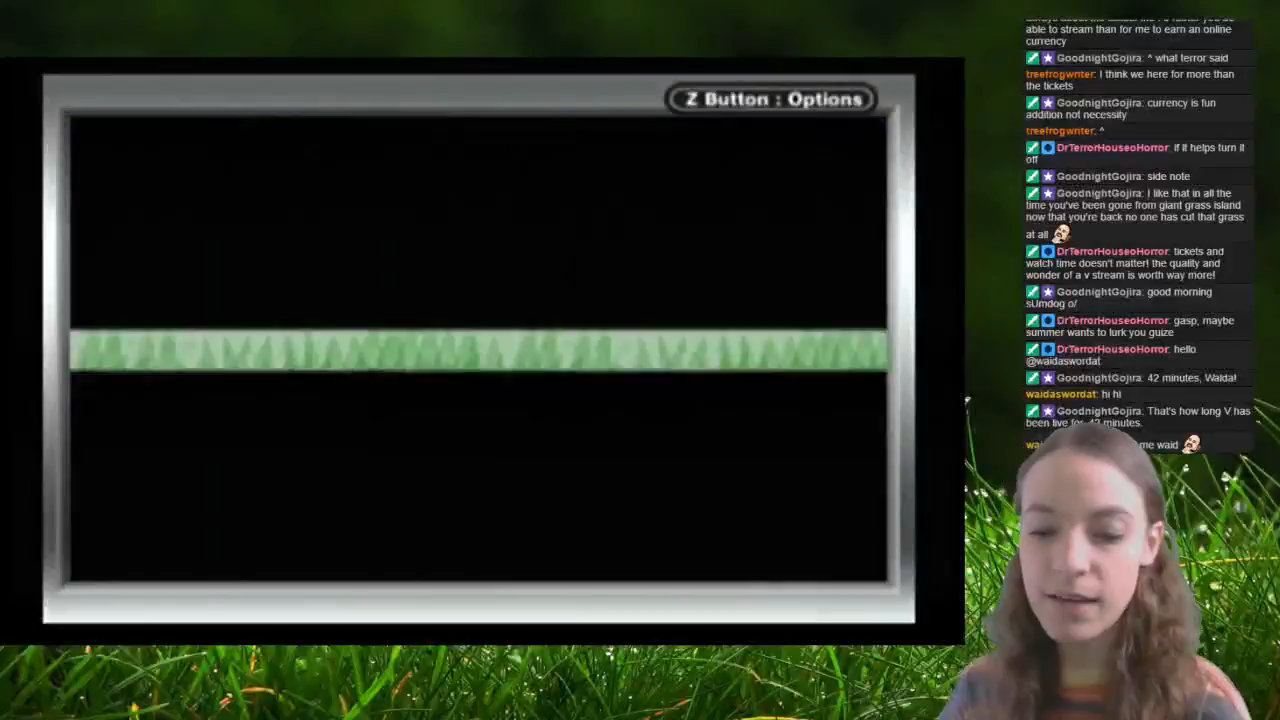 Z Button : Options
able to stream than for me to earn an online
currency
GoodnightGojira: ^ what terror said
treefrogwriter: I think we here for more than
the tickets
GoodnightGojira: currency is fun
addition not necessity
treefrogwriter: ^
DrTerrorHouseoHorror: if it helps turn it
off
GoodnightGojira: side note
GoodnightGojira: I like that in all the
time you've been gone from giant grass island
now that you're back no one has cut that grass
at all
DrTerrorHouseoHorror: tickets and
watch time doesn't matter! the quality and
wonder of a v stream is worth way more!
GoodnightGojira: good morning
sUmdog o/
DrTerrorHouseoHorror: gasp, maybe
summer wants to lurk you guize
DrTerrorHouseoHorror: hello
@waidaswordat
GoodnightGojira: 42 minutes, Waida!
waidaswordat: hi hi
GoodnightGojira: That's how long V has
been live for. 42 minutes.
me waid